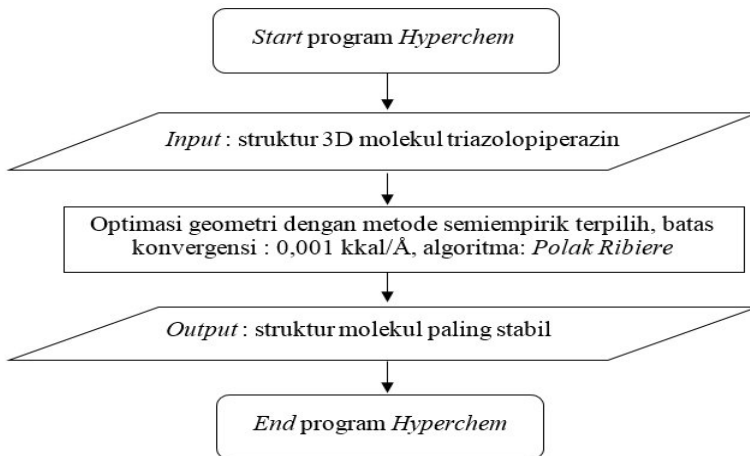 Start program Hyperchem
Input : struktur 3D molekul triazolopiperazin
Optimasi geometri dengan metode semiempirik terpilih, batas
konvergensi : 0,001 kkal/Å, algoritma: Polak Ribiere
Output : struktur molekul paling stabil
End program Hyperchem